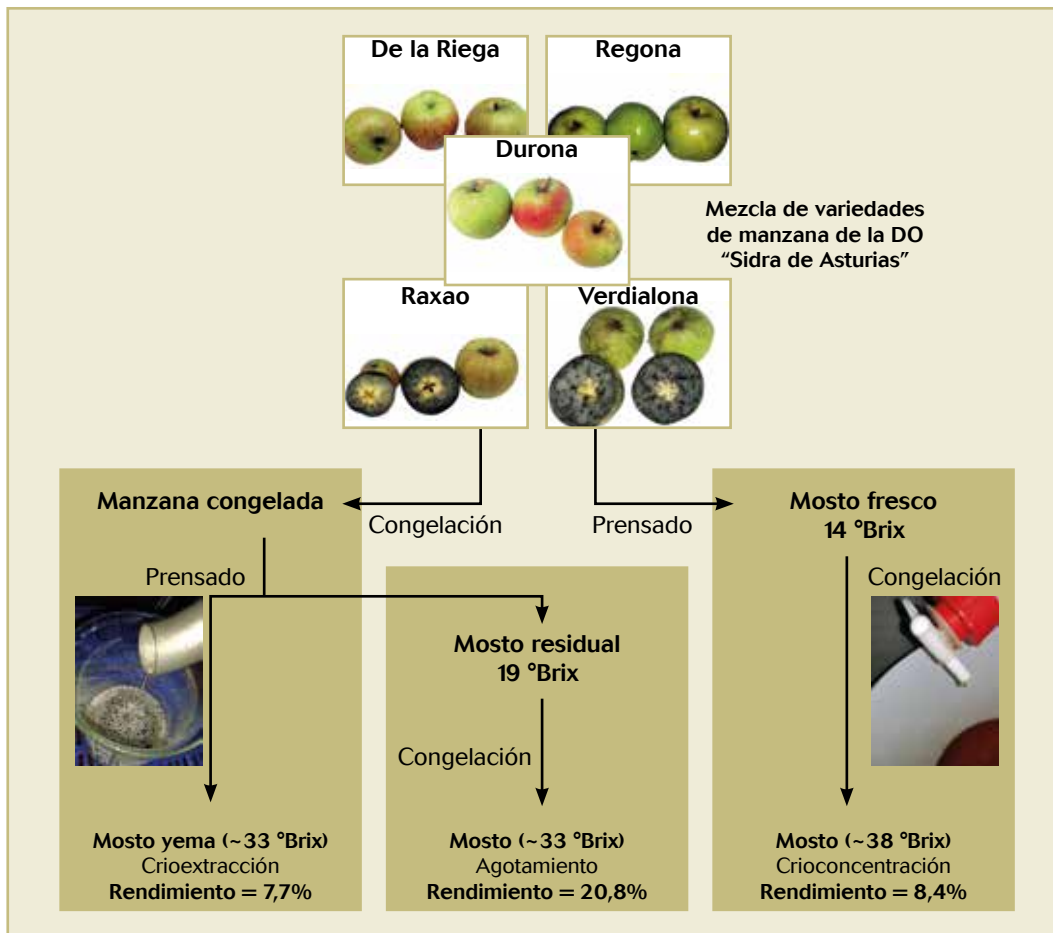 De la Riega
Regona
Durona
Mezcla de variedades
de manzana de la DO
“Sidra de Asturias”
Raxao
Verdialona
Manzana congelada
Congelación
Prensado
Mosto fresco
14 °Brix
Prensado
Congelación
Mosto residual
19 °Brix
Congelación
Mosto yema (~33 °Brix)
Crioextracción
Rendimiento = 7,7%
Mosto (~33 °Brix)
Agotamiento
Rendimiento = 20,8%
Mosto (~38 °Brix)
Crioconcentración
Rendimiento = 8,4%